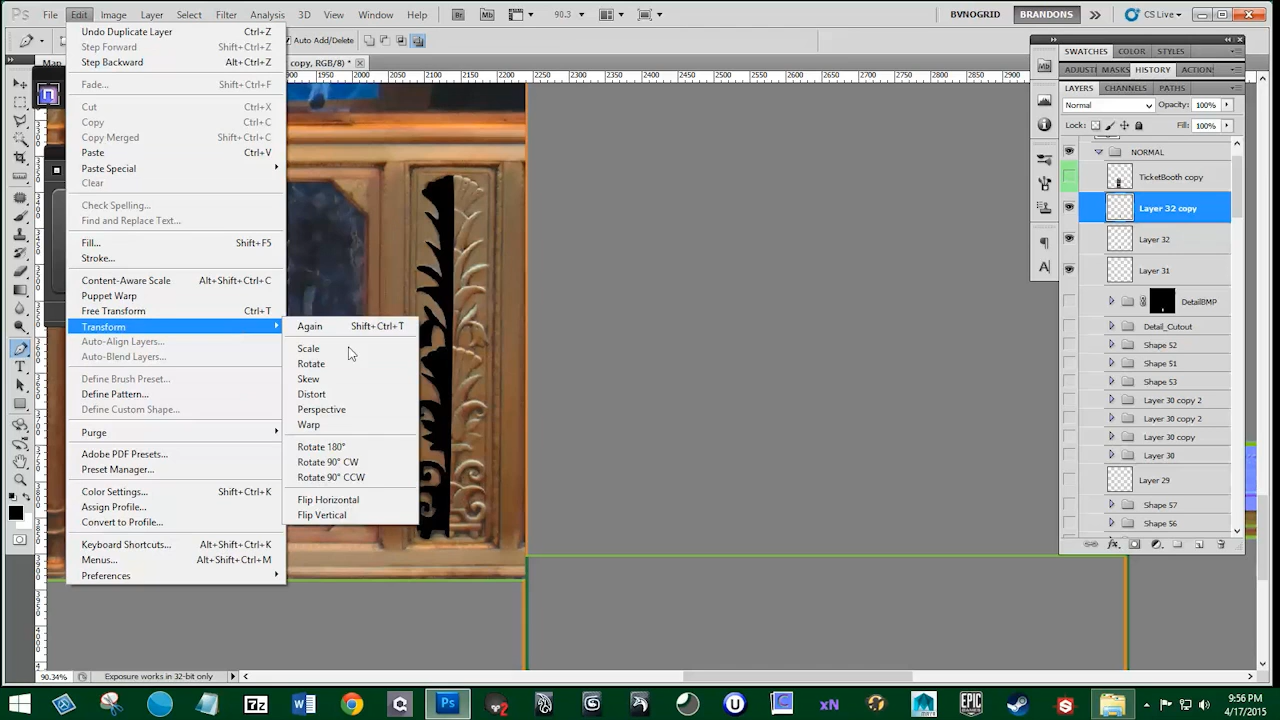 File Edit Image Layer Select Filter Analysis 3D View Window Help Br Mb 90.3 BVNOGRID BRANDONS CS Live
Auto Add/Delete
Map copy, RGB/8) *
1950 2000 2050 2100 2150 2200 2250 2300 2350 2400 2450 2500 2550 2600 2650 2700 2750 2800 2850 2900
Undo Duplicate Layer Ctrl+Z
Step Forward Shift+Ctrl+Z
Step Backward Alt+Ctrl+Z
Fade... Shift+Ctrl+F
Cut Ctrl+X
Copy Ctrl+C
Copy Merged Shift+Ctrl+C
Paste Ctrl+V
Paste Special
Clear
Check Spelling...
Find and Replace Text...
Fill... Shift+F5
Stroke...
Content-Aware Scale Alt+Shift+Ctrl+C
Puppet Warp
Free Transform Ctrl+T
Transform
Auto-Align Layers...
Auto-Blend Layers...
Define Brush Preset...
Define Pattern...
Define Custom Shape...
Purge
Adobe PDF Presets...
Preset Manager...
Color Settings... Shift+Ctrl+K
Assign Profile...
Convert to Profile...
Keyboard Shortcuts... Alt+Shift+Ctrl+K
Menus... Alt+Shift+Ctrl+M
Preferences
Again Shift+Ctrl+T
Scale
Rotate
Skew
Distort
Perspective
Warp
Rotate 180°
Rotate 90° CW
Rotate 90° CCW
Flip Horizontal
Flip Vertical
SWATCHES COLOR STYLES
ADJUSTI MASKS HISTORY ACTION:
LAYERS CHANNELS PATHS
Normal Opacity: 100%
Lock: Fill: 100%
NORMAL
TicketBooth copy
Layer 32 copy
Layer 32
Layer 31
DetailBMP
Detail_Cutout
Shape 52
Shape 51
Shape 53
Layer 30 copy 2
Layer 30 copy 2
Layer 30 copy
Layer 30
Layer 29
Shape 57
Shape 56
90.34% Exposure works in 32-bit only
7z Ps xN EPIC GAMES
9:56 PM
4/17/2015